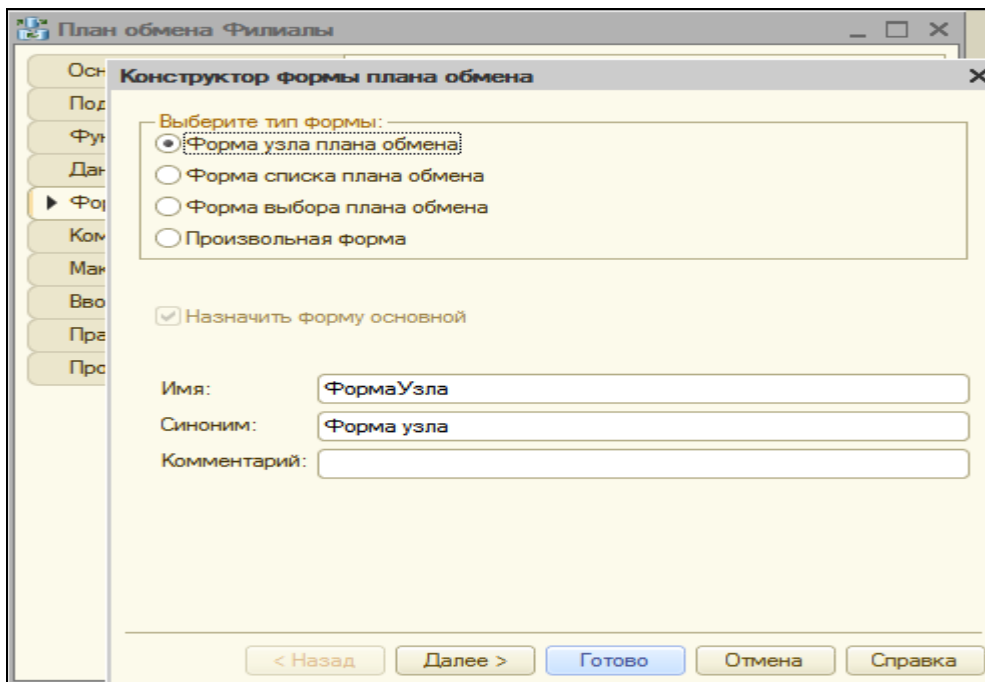 План обмена Филиалы
Конструктор формы плана обмена
Выберите тип формы:
Форма узла плана обмена
Форма списка плана обмена
Форма выбора плана обмена
Произвольная форма
Назначить форму основной
Имя:
ФормаУзла
Синоним:
Форма узла
Комментарий:
< Назад
Далее >
Готово
Отмена
Справка